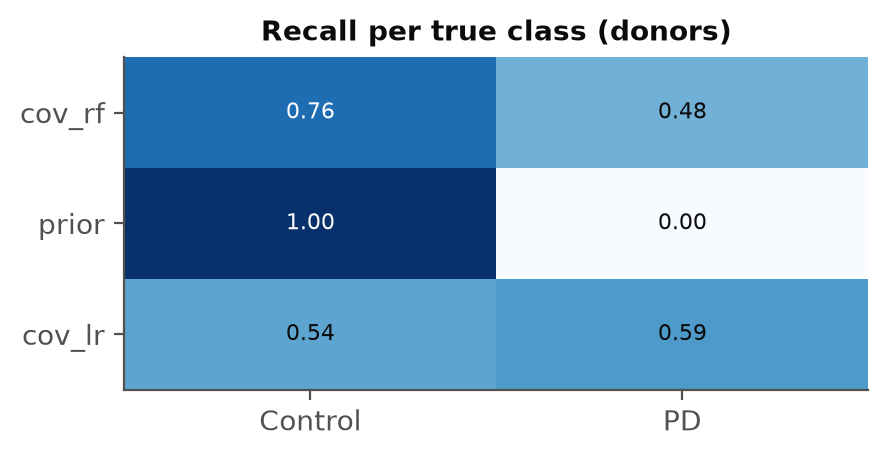 Recall per true class (donors)
cov_rf 0.76 0.48
prior 1.00 0.00
cov_lr 0.54 0.59
Control PD